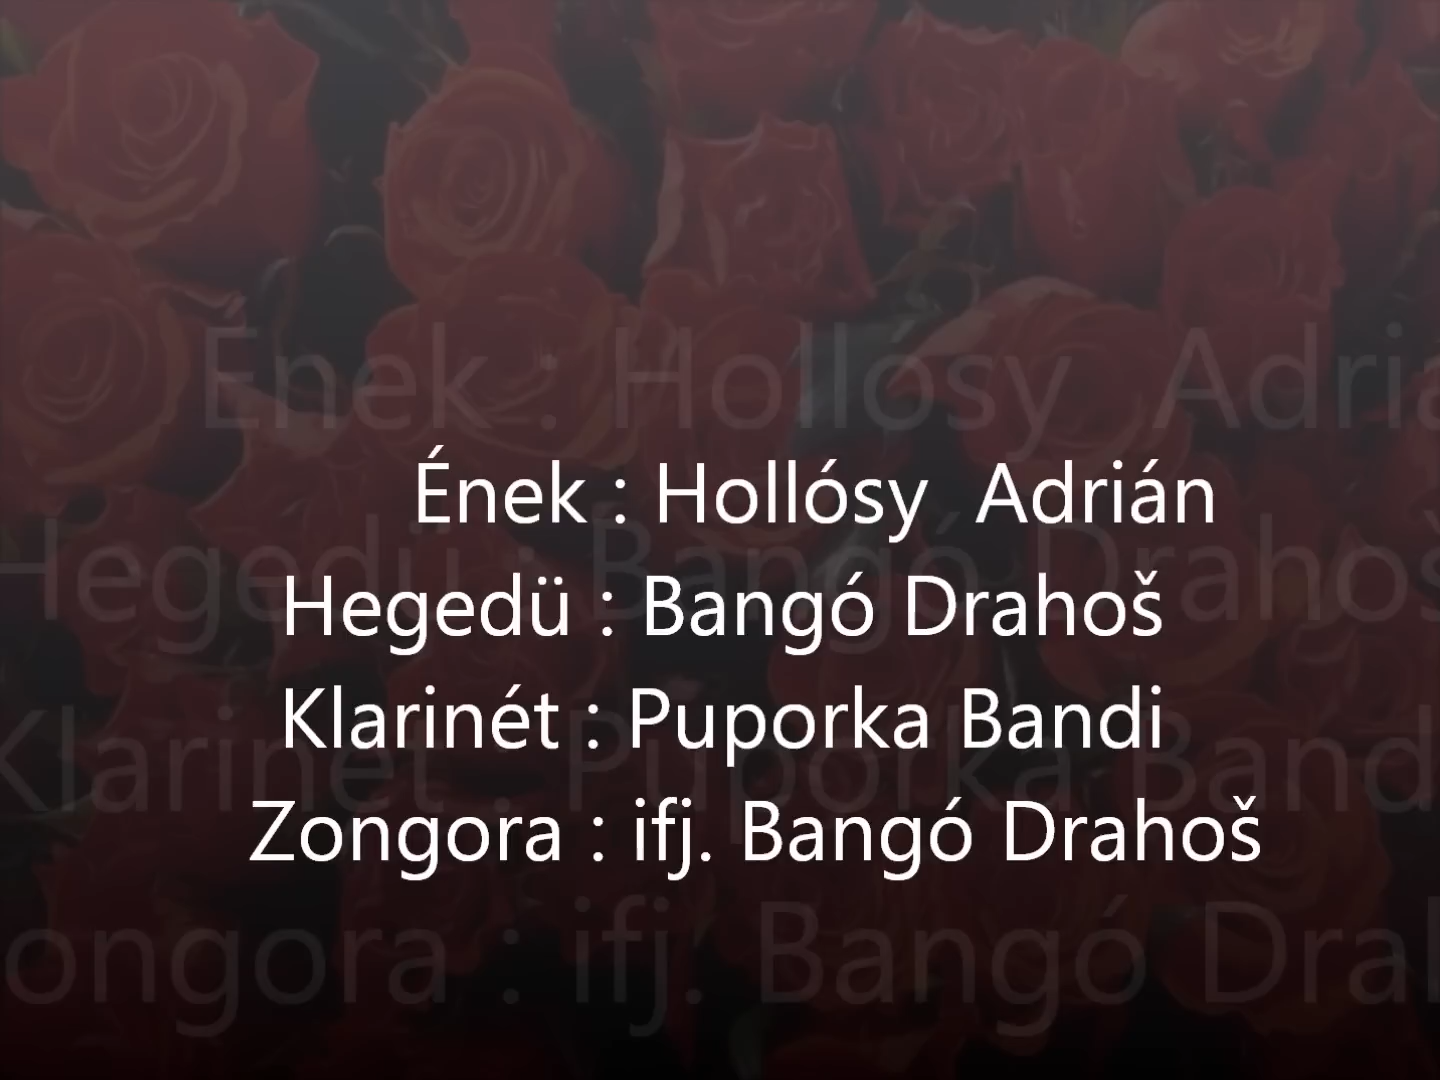 Ének : Hollósy  Adrián
Hegedü : Bangó Drahoš
Klarinét : Puporka Bandi
Zongora : ifj. Bangó Drahoš